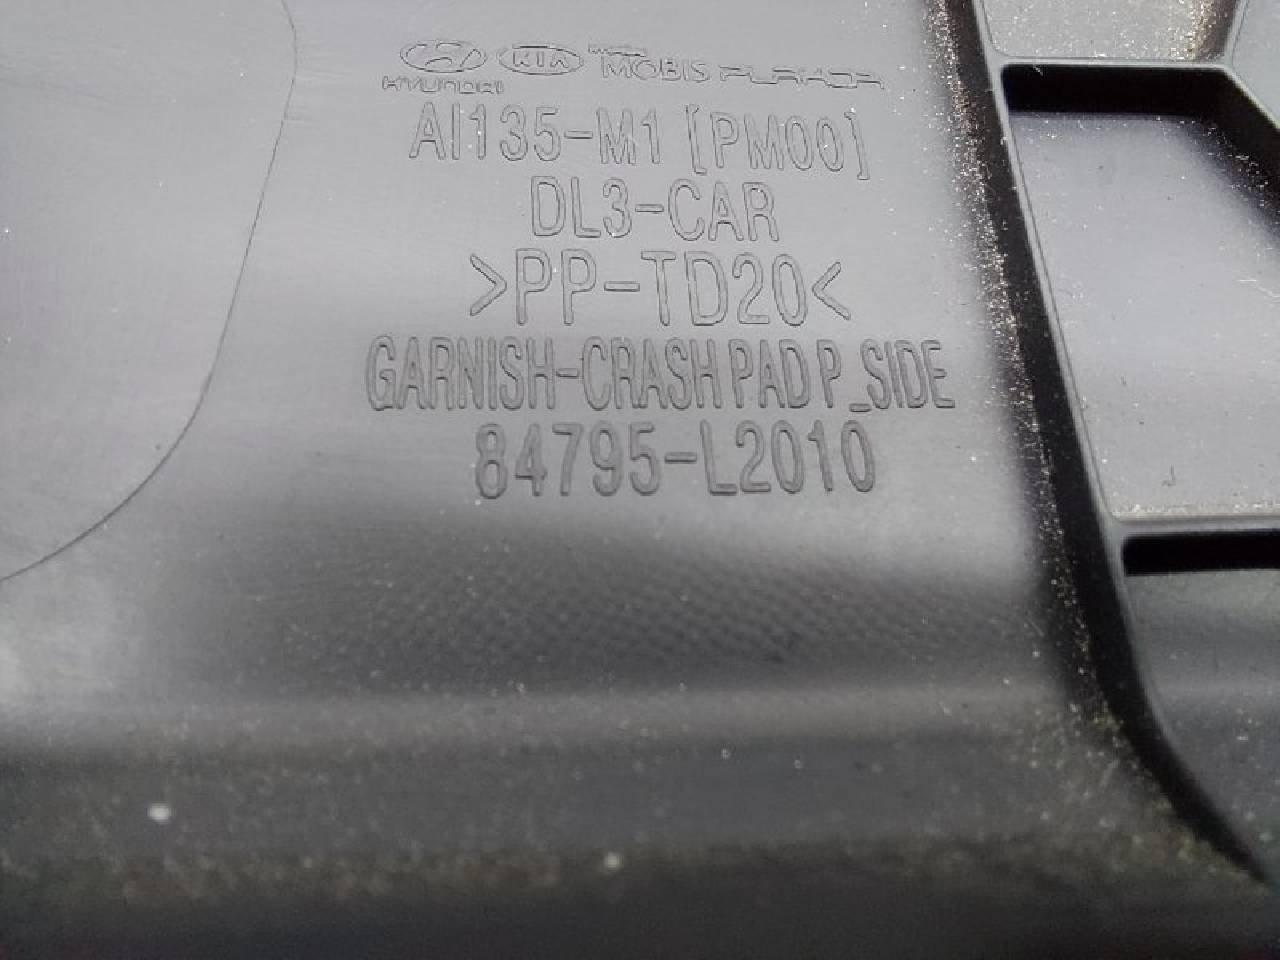 HYUNDAI KIA MOBIS
AI135-M1 [PM00]
DL3-CAR
>PP-TD20<
GARNISH-CRASH PAD P_SIDE
84795-L2010